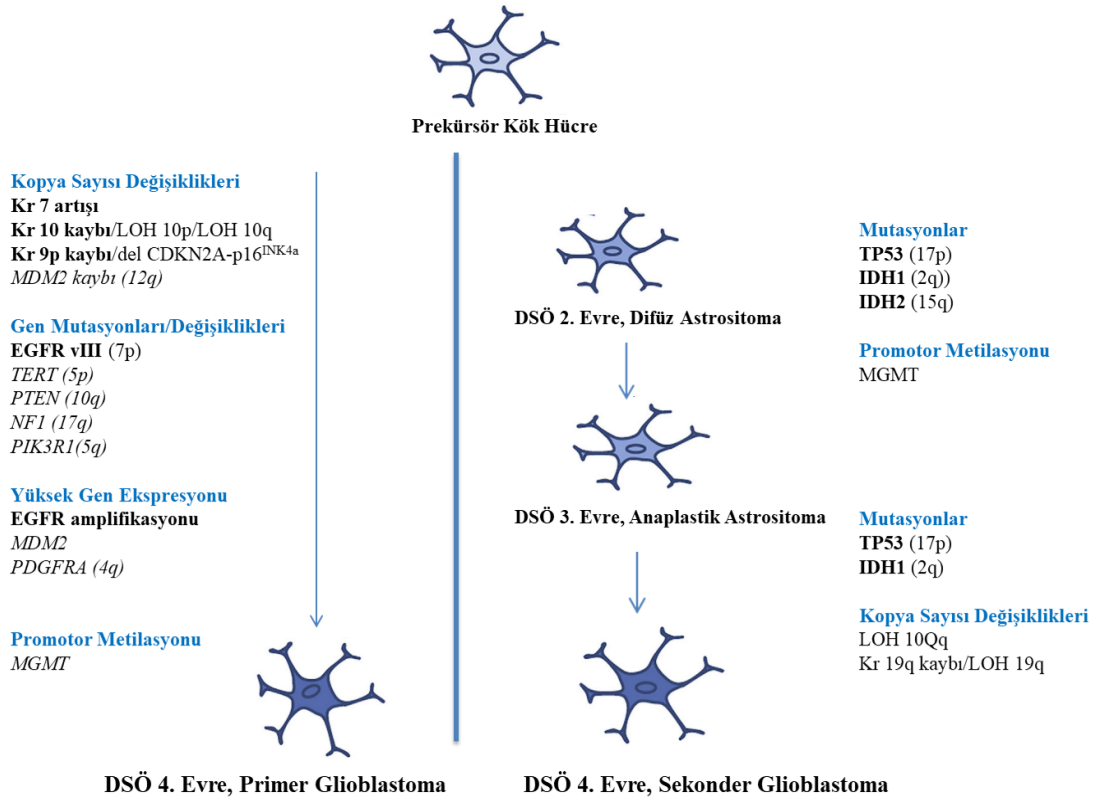 Prekürsör Kök Hücre
Kopya Sayısı Değişiklikleri
Kr 7 artışı
Kr 10 kaybı/LOH 10p/LOH 10q
Kr 9p kaybı/del CDKN2A-p16INK4a
MDM2 kaybı (12q)
Gen Mutasyonları/Değişiklikleri
EGFR vIII (7p)
TERT (5p)
PTEN (10q)
NF1 (17q)
PIK3R1(5q)
Yüksek Gen Ekspresyonu
EGFR amplifikasyonu
MDM2
PDGFRA (4q)
Promotor Metilasyonu
MGMT
DSÖ 4. Evre, Primer Glioblastoma
DSÖ 2. Evre, Difüz Astrositoma
DSÖ 3. Evre, Anaplastik Astrositoma
DSÖ 4. Evre, Sekonder Glioblastoma
Mutasyonlar
TP53 (17p)
IDH1 (2q))
IDH2 (15q)
Promotor Metilasyonu
MGMT
Mutasyonlar
TP53 (17p)
IDH1 (2q)
Kopya Sayısı Değişiklikleri
LOH 10Qq
Kr 19q kaybı/LOH 19q